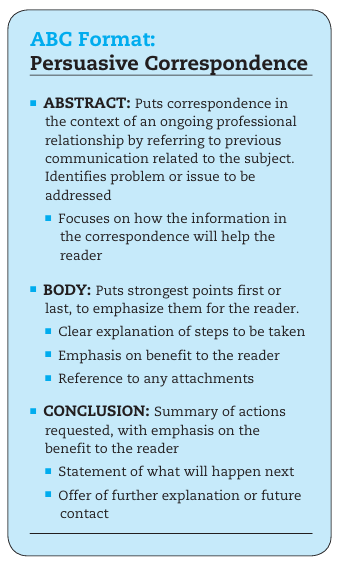 ABC Format:
Persuasive Correspondence
■ ABSTRACT: Puts correspondence in
the context of an ongoing professional
relationship by referring to previous
communication related to the subject.
Identifies problem or issue to be
addressed
■ Focuses on how the information in
the correspondence will help the
reader
■ BODY: Puts strongest points first or
last, to emphasize them for the reader.
■ Clear explanation of steps to be taken
■ Emphasis on benefit to the reader
■ Reference to any attachments
■ CONCLUSION: Summary of actions
requested, with emphasis on the
benefit to the reader
■ Statement of what will happen next
■ Offer of further explanation or future
contact